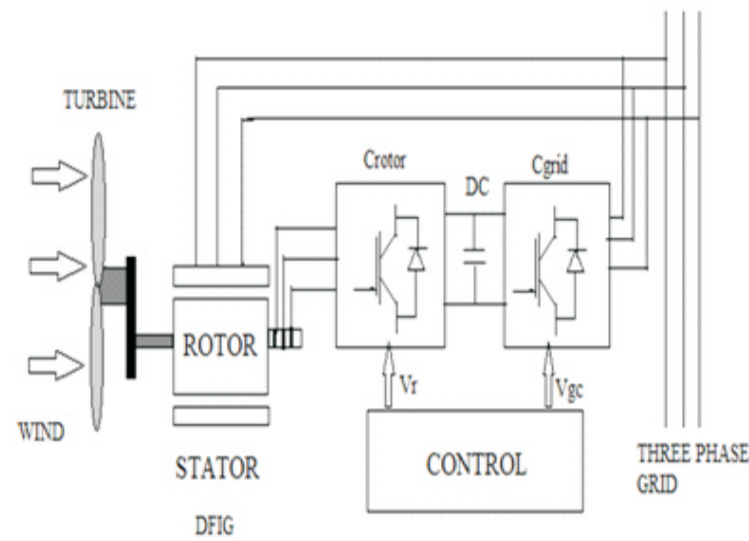 TURBINE
Crotor
DC
Cgrid
ROTOR
Vr
Vgc
WIND
STATOR
CONTROL
THREE PHASE
GRID
DFIG